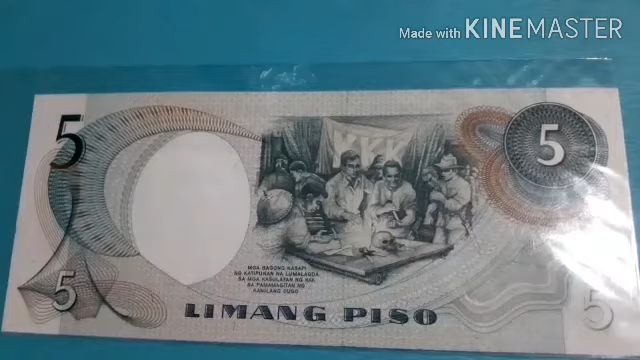 Made with KINEMASTER
5
KKK
5
MGA BAGONG KASAPI
NG KATIPUNAN NA LUMALAGDA
SA MGA KASULATAN NG KKK
SA PAMAMAGITAN NG
KANILANG DUGO
5
5
LIMANG PISO